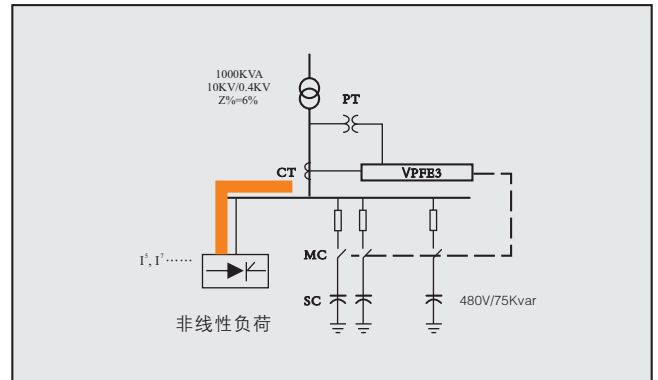 1000KVA
10KV/0.4KV
Z%=6%
PT
CT
VPFE3
I⁵, I⁷ ······
MC
SC
480V/75Kvar
非线性负荷